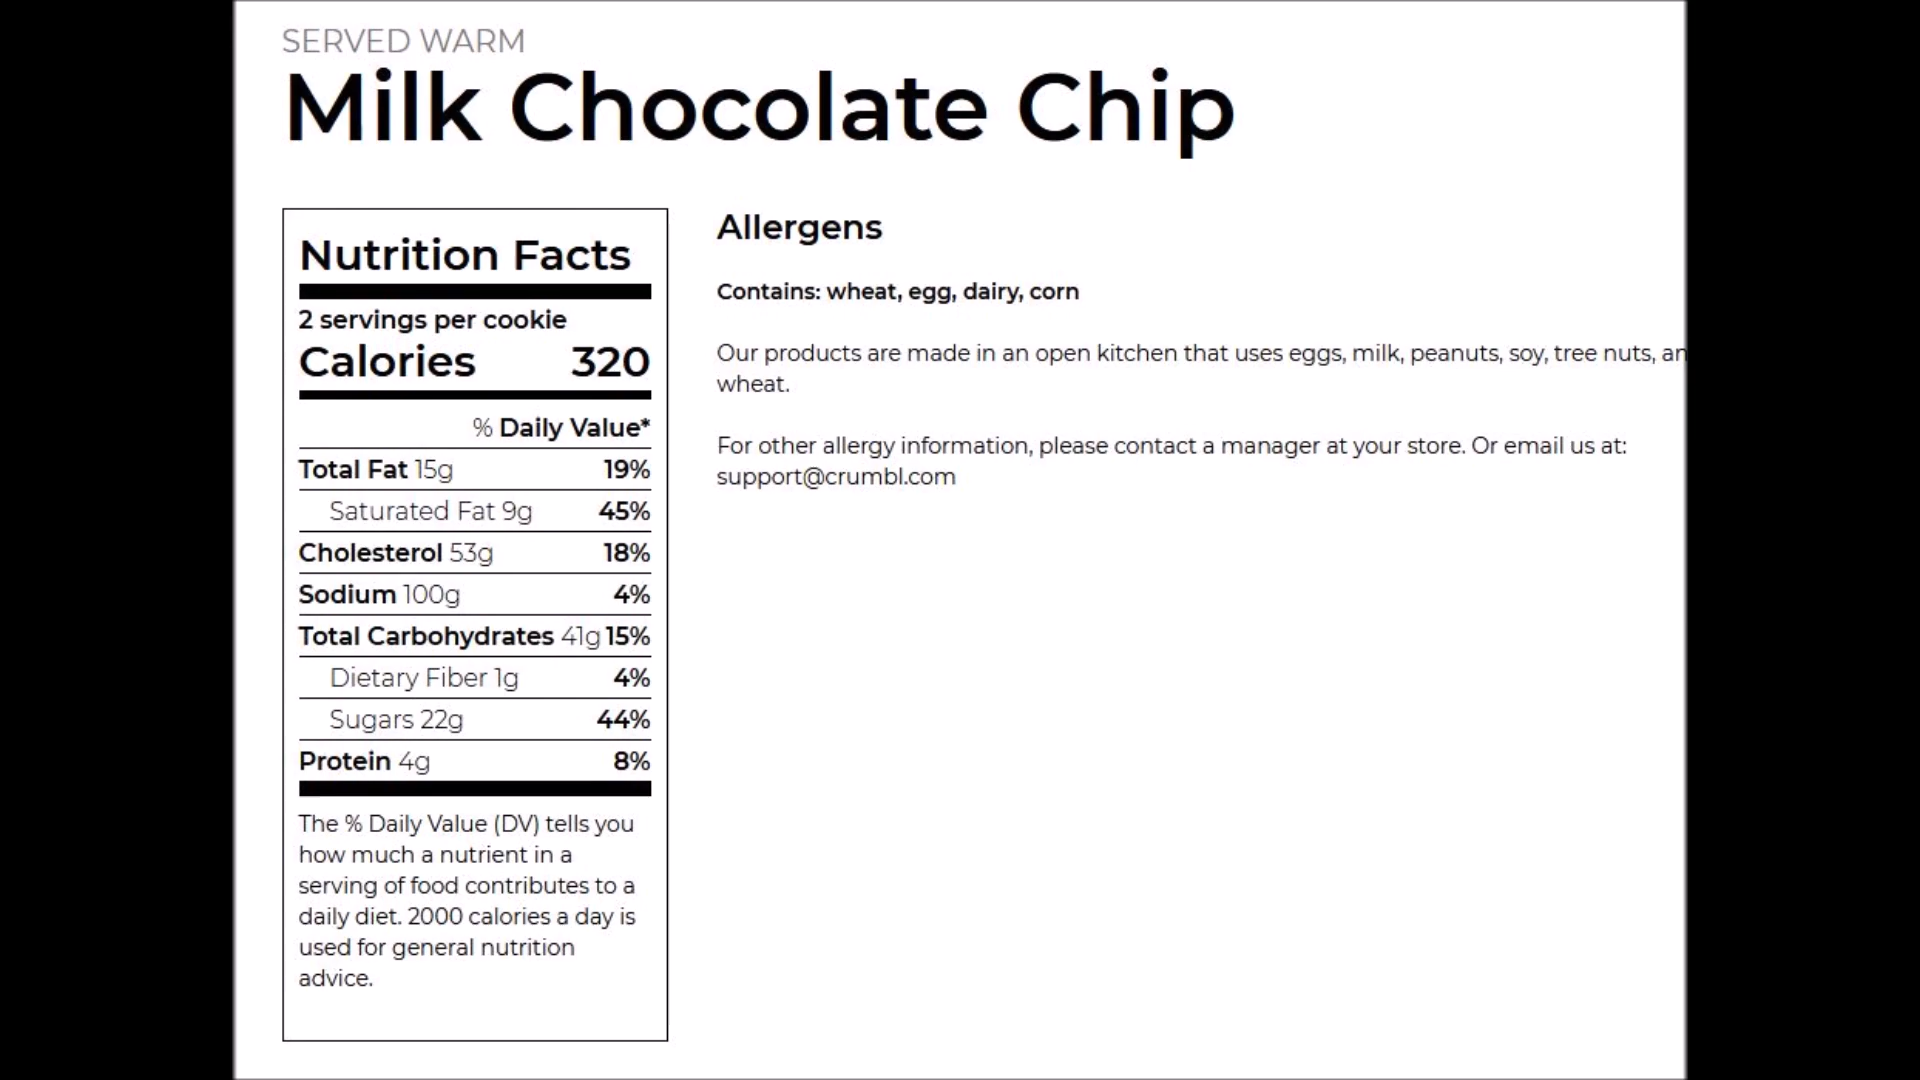 SERVED WARM
Milk Chocolate Chip
Nutrition Facts
2 servings per cookie
Calories 320
% Daily Value*
Total Fat 15g 19%
Saturated Fat 9g 45%
Cholesterol 53g 18%
Sodium 100g 4%
Total Carbohydrates 41g 15%
Dietary Fiber 1g 4%
Sugars 22g 44%
Protein 4g 8%
The % Daily Value (DV) tells you
how much a nutrient in a
serving of food contributes to a
daily diet. 2000 calories a day is
used for general nutrition
advice.
Allergens
Contains: wheat, egg, dairy, corn
Our products are made in an open kitchen that uses eggs, milk, peanuts, soy, tree nuts, an
wheat.
For other allergy information, please contact a manager at your store. Or email us at:
support@crumbl.com